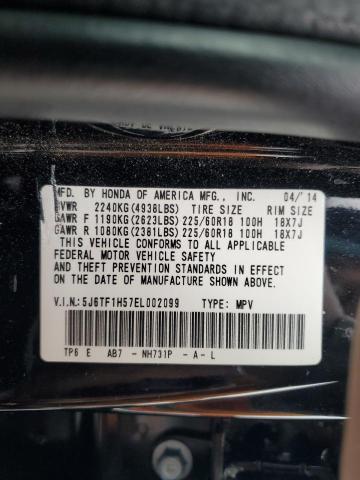 MFD. BY HONDA OF AMERICA MFG., INC. 04/'14
GVWR 2240KG(4938LBS) TIRE SIZE RIM SIZE
GAWR F 1190KG(2623LBS) 225/60R18 100H 18X7J
GAWR R 1080KG(2381LBS) 225/60R18 100H 18X7J
THIS VEHICLE CONFORMS TO ALL APPLICABLE
FEDERAL MOTOR VEHICLE SAFETY
AND THEFT PREVENTION STANDARDS IN EFFECT
ON THE DATE OF MANUFACTURE SHOWN ABOVE.
V.I.N.:5J6TF1H57EL002099 TYPE: MPV
TP6 E AB7 -NH731P -A-L